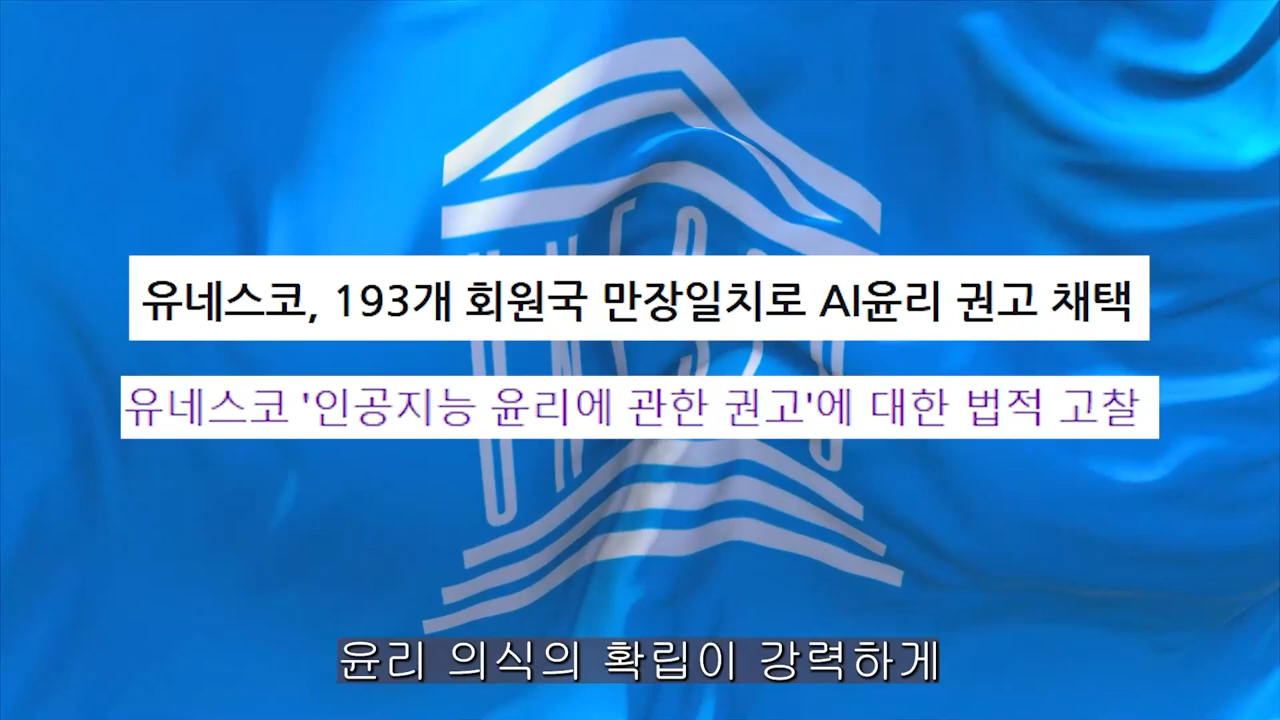 UNESCO
유네스코, 193개 회원국 만장일치로 AI윤리 권고 채택
유네스코 '인공지능 윤리에 관한 권고'에 대한 법적 고찰
윤리 의식의 확립이 강력하게